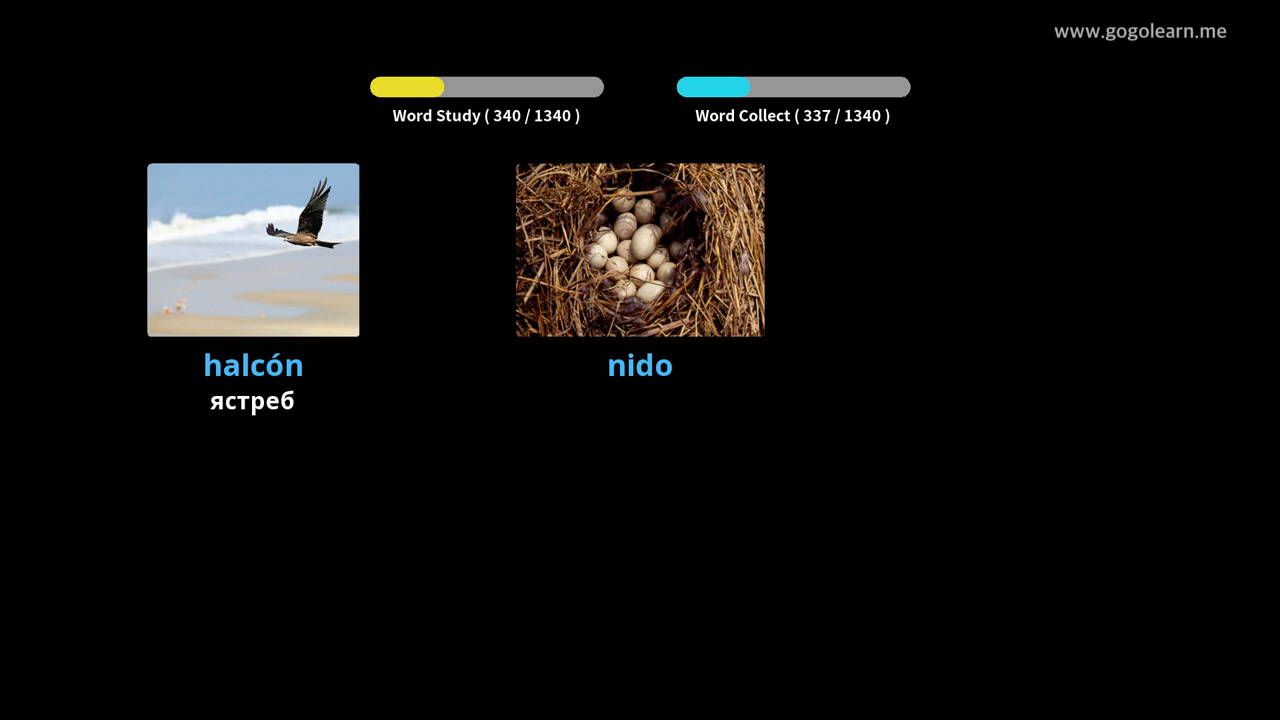 www.gogolearn.me
Word Study ( 340 / 1340 )
Word Collect ( 337 / 1340 )
halcón
ястреб
nido